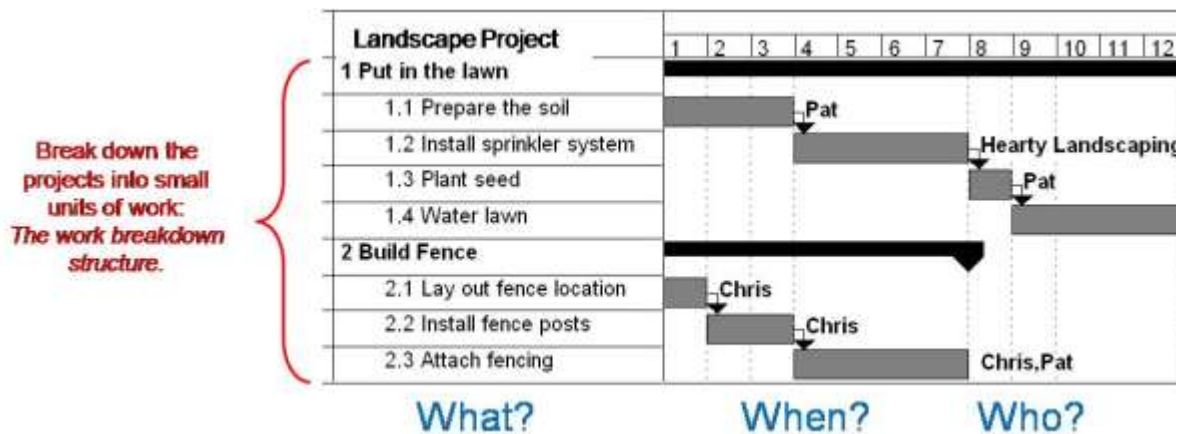 Landscape Project
1 2 3 4 5 6 7 8 9 10 11 12
1 Put in the lawn
1.1 Prepare the soil Pat
1.2 Install sprinkler system Hearty Landscaping
1.3 Plant seed Pat
1.4 Water lawn
2 Build Fence
2.1 Lay out fence location Chris
2.2 Install fence posts Chris
2.3 Attach fencing Chris,Pat
Break down the
projects into small
units of work:
The work breakdown
structure.
What? When? Who?